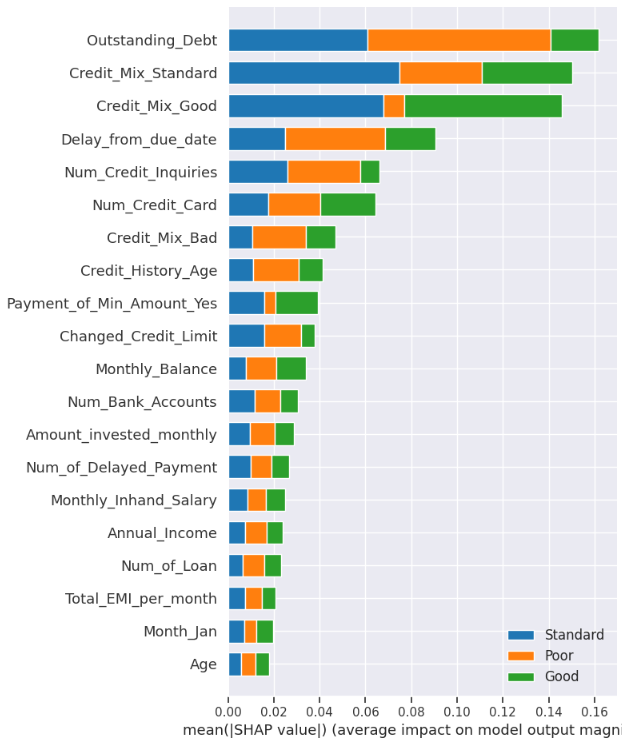 Outstanding_Debt
Credit_Mix_Standard
Credit_Mix_Good
Delay_from_due_date
Num_Credit_Inquiries
Num_Credit_Card
Credit_Mix_Bad
Credit_History_Age
Payment_of_Min_Amount_Yes
Changed_Credit_Limit
Monthly_Balance
Num_Bank_Accounts
Amount_invested_monthly
Num_of_Delayed_Payment
Monthly_Inhand_Salary
Annual_Income
Num_of_Loan
Total_EMI_per_month
Month_Jan
Age
Standard
Poor
Good
0.00 0.02 0.04 0.06 0.08 0.10 0.12 0.14 0.16
mean(|SHAP value|) (average impact on model output magni